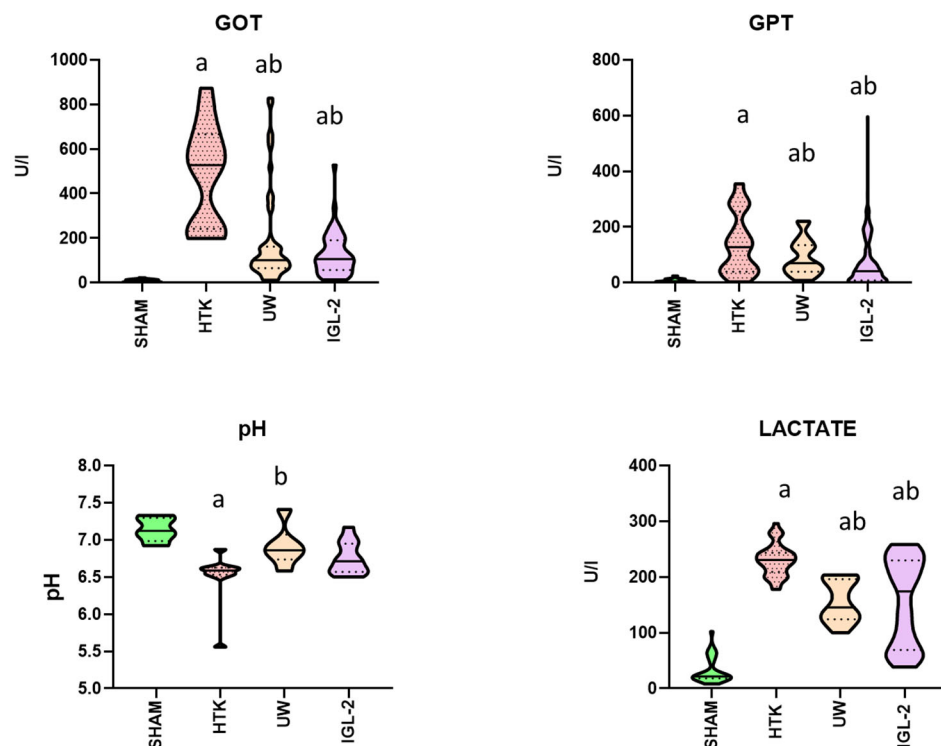 GOT
1000
800
600
400
200
0
U/l
a
ab
ab
SHAM
HTK
UW
IGL-2
GPT
800
600
400
200
0
U/l
a
ab
ab
SHAM
HTK
UW
IGL-2
pH
8.0
7.5
7.0
6.5
6.0
5.5
5.0
pH
a
b
SHAM
HTK
UW
IGL-2
LACTATE
400
300
200
100
0
U/l
a
ab
ab
SHAM
HTK
UW
IGL-2